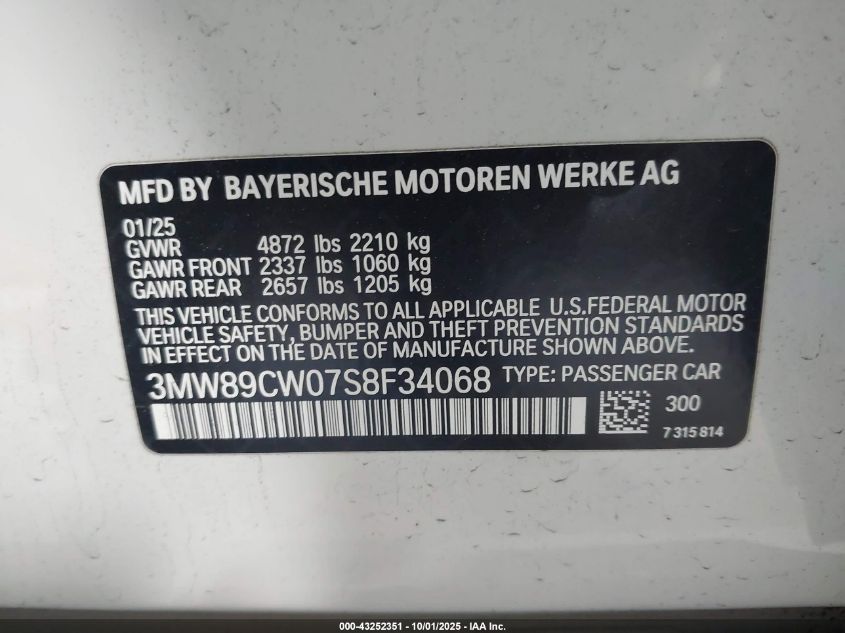 MFD BY BAYERISCHE MOTOREN WERKE AG
01/25
GVWR 4872 lbs 2210 kg
GAWR FRONT 2337 lbs 1060 kg
GAWR REAR 2657 lbs 1205 kg
THIS VEHICLE CONFORMS TO ALL APPLICABLE U.S.FEDERAL MOTOR
VEHICLE SAFETY, BUMPER AND THEFT PREVENTION STANDARDS
IN EFFECT ON THE DATE OF MANUFACTURE SHOWN ABOVE.
3MW89CW07S8F34068 TYPE: PASSENGER CAR
300
7 315 814
000-43252351 - 10/01/2025 - IAA Inc.